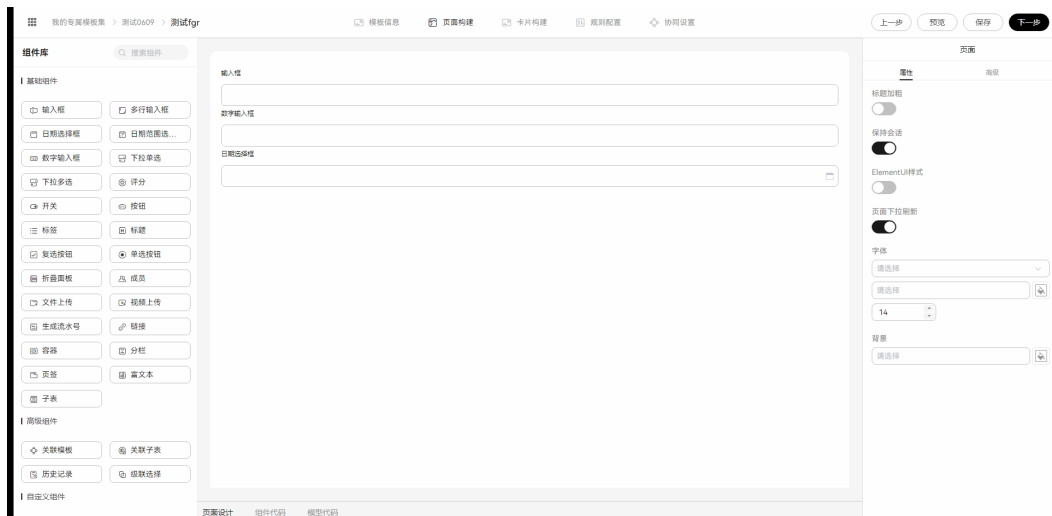 我的专属模板集 > 测试0609 > 测试fgr
模板信息
页面构建
卡片构建
规则配置
协同设置
上一步
预览
保存
下一步
组件库
搜索组件
基础组件
输入框
多行输入框
日期选择框
日期范围选...
数字输入框
下拉单选
下拉多选
评分
开关
按钮
标签
标题
复选按钮
单选按钮
折叠面板
成员
文件上传
视频上传
生成流水号
链接
容器
分栏
页签
富文本
子表
高级组件
关联模板
关联子表
历史记录
级联选择
自定义组件
输入框
数字输入框
日期选择框
页面设计
组件代码
模型代码
页面
属性
高级
标题加粗
保持会话
ElementUI样式
页面下拉刷新
字体
请选择
请选择
14
背景
请选择